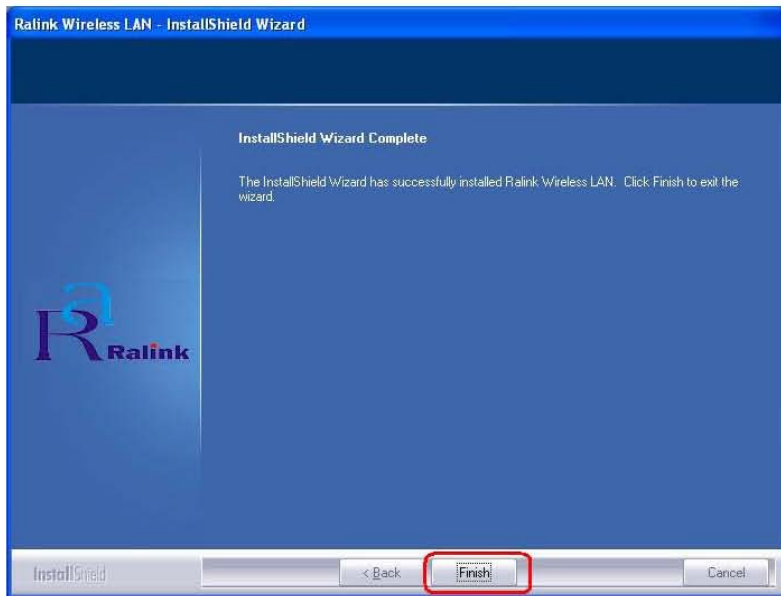 Ralink Wireless LAN - InstallShield Wizard
InstallShield Wizard Complete
The InstallShield Wizard has successfully installed Ralink Wireless LAN. Click Finish to exit the
wizard.
Ra
Ralink
InstallShield
< Back
Finish
Cancel